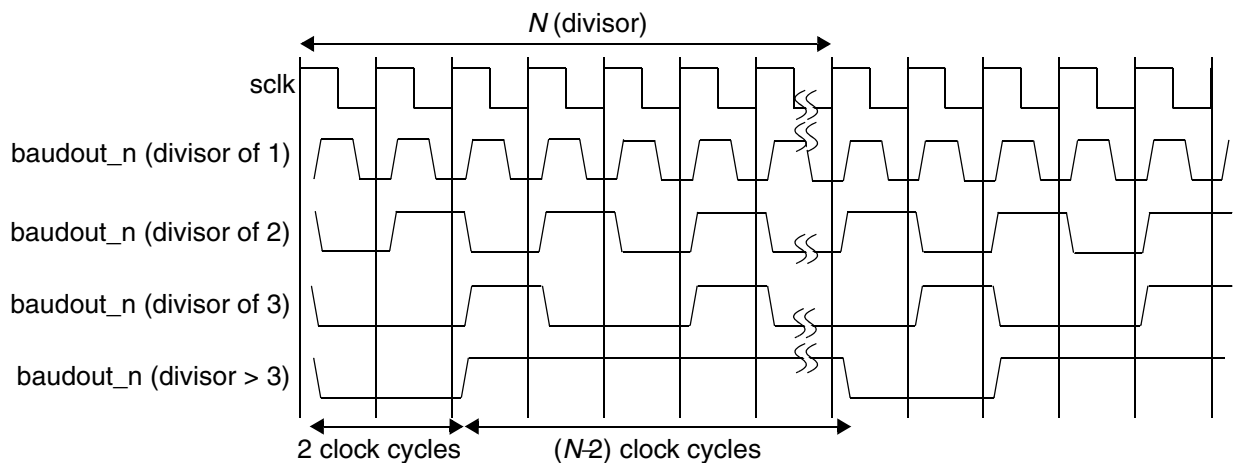 N (divisor)
sclk
baudout_n (divisor of 1)
baudout_n (divisor of 2)
baudout_n (divisor of 3)
baudout_n (divisor > 3)
2 clock cycles
(N-2) clock cycles